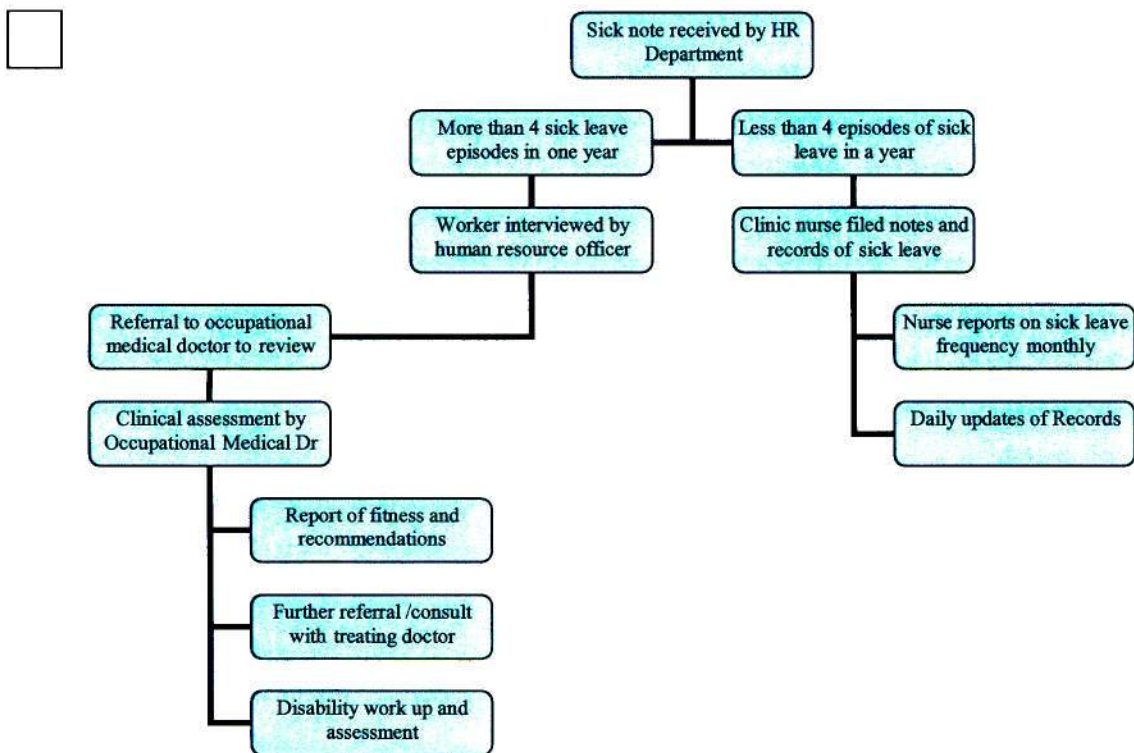 Sick note received by HR
Department
More than 4 sick leave
episodes in one year
Less than 4 episodes of sick
leave in a year
Worker interviewed by
human resource officer
Clinic nurse filed notes and
records of sick leave
Referral to occupational
medical doctor to review
Nurse reports on sick leave
frequency monthly
Clinical assessment by
Occupational Medical Dr
Daily updates of Records
Report of fitness and
recommendations
Further referral /consult
with treating doctor
Disability work up and
assessment